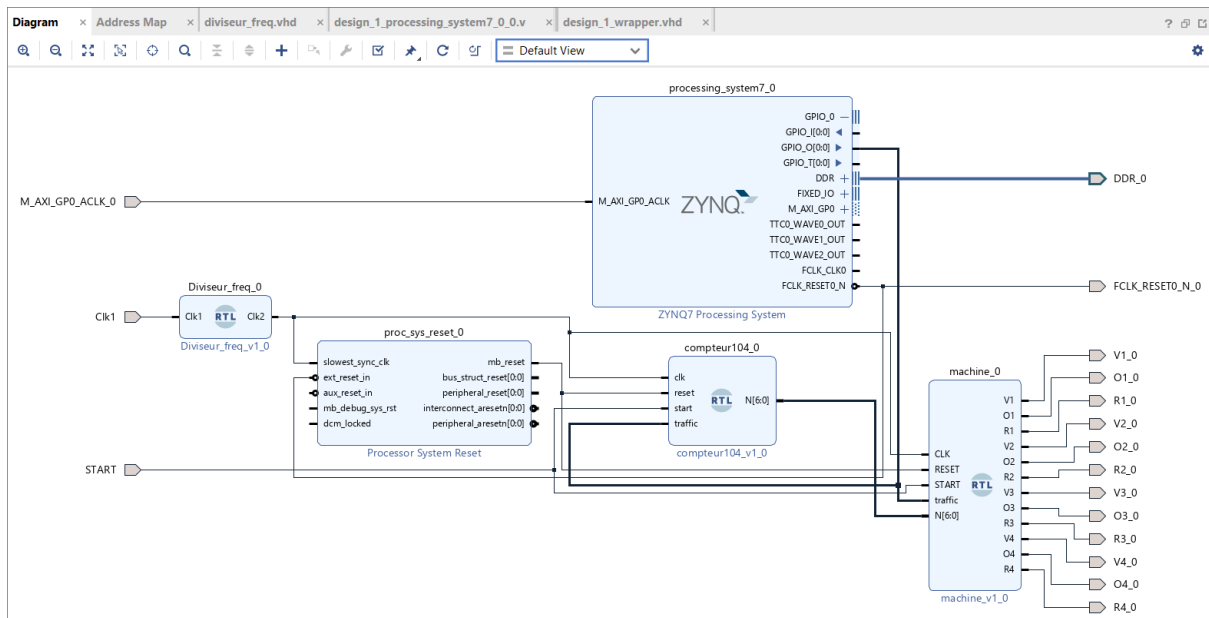 Diagram
Address Map
diviseur_freq.vhd
design_1_processing_system7_0_0.v
design_1_wrapper.vhd
Default View
processing_system7_0
GPIO_0
GPIO_I[0:0]
GPIO_O[0:0]
GPIO_T[0:0]
DDR
FIXED_IO
M_AXI_GP0
TTC0_WAVE0_OUT
TTC0_WAVE1_OUT
TTC0_WAVE2_OUT
FCLK_CLK0
FCLK_RESET0_N
M_AXI_GP0_ACLK
ZYNQ
ZYNQ7 Processing System
M_AXI_GP0_ACLK_0
DDR_0
FCLK_RESET0_N_0
Clk1
Diviseur_freq_0
Clk1 RTL Clk2
Diviseur_freq_v1_0
proc_sys_reset_0
slowest_sync_clk
ext_reset_in
aux_reset_in
mb_debug_sys_rst
dcm_locked
mb_reset
bus_struct_reset[0:0]
peripheral_reset[0:0]
interconnect_aresetn[0:0]
peripheral_aresetn[0:0]
Processor System Reset
START
compteur104_0
clk
reset
start
traffic
RTL
N[6:0]
compteur104_v1_0
machine_0
CLK
RESET
START
traffic
N[6:0]
RTL
V1
O1
R1
V2
O2
R2
V3
O3
R3
V4
O4
R4
machine_v1_0
V1_0
O1_0
R1_0
V2_0
O2_0
R2_0
V3_0
O3_0
R3_0
V4_0
O4_0
R4_0